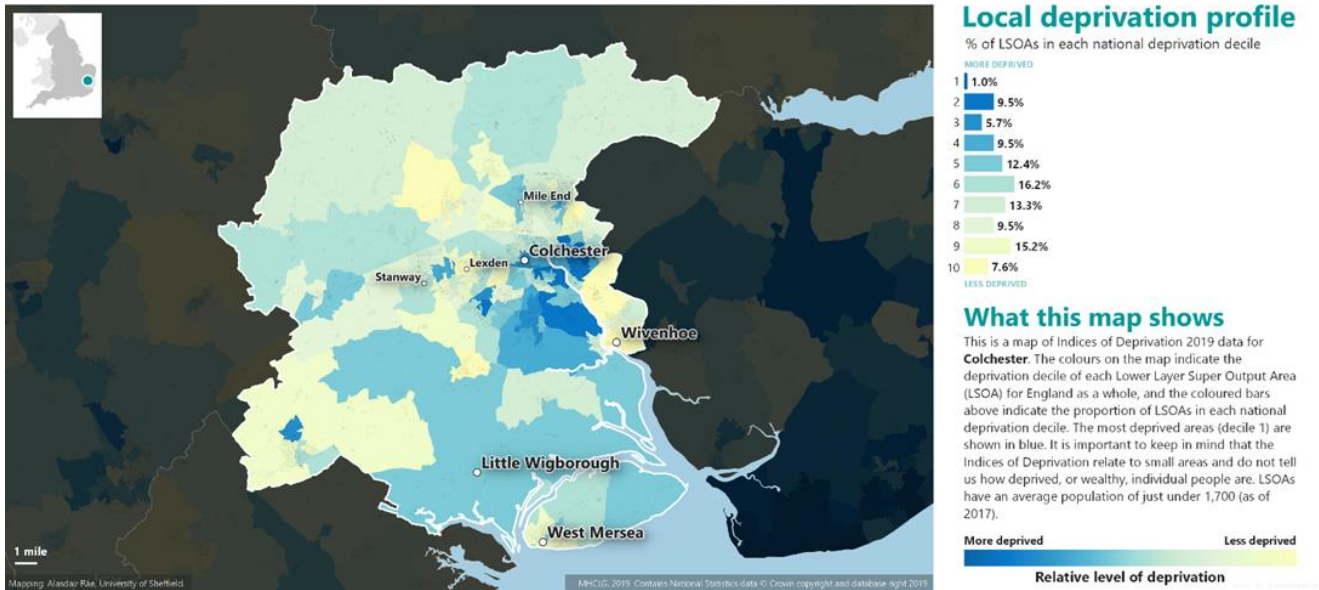 Local deprivation profile
% of LSOAs in each national deprivation decile
MORE DEPRIVED
1 1.0%
2 9.5%
3 5.7%
4 9.5%
5 12.4%
6 16.2%
7 13.3%
8 9.5%
9 15.2%
10 7.6%
LESS DEPRIVED
What this map shows
This is a map of Indices of Deprivation 2019 data for
Colchester. The colours on the map indicate the
deprivation decile of each Lower Layer Super Output Area
(LSOA) for England as a whole, and the coloured bars
above indicate the proportion of LSOAs in each national
deprivation decile. The most deprived areas (decile 1) are
shown in blue. It is important to keep in mind that the
Indices of Deprivation relate to small areas and do not tell
us how deprived, or wealthy, individual people are. LSOAs
have an average population of just under 1,700 (as of
2017).
More deprived Less deprived
Relative level of deprivation
Mile End
Colchester
Lexden
Stanway
Wivenhoe
Little Wigborough
West Mersea
1 mile
Mapping: Alasdair Rae, University of Sheffield.
MHCLG, 2019. Contains National Statistics data © Crown copyright and database right 2019